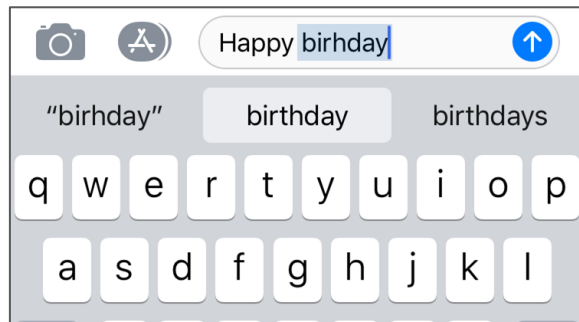 Happy birhday
“birhday” birthday birthdays
q w e r t y u i o p
a s d f g h j k l